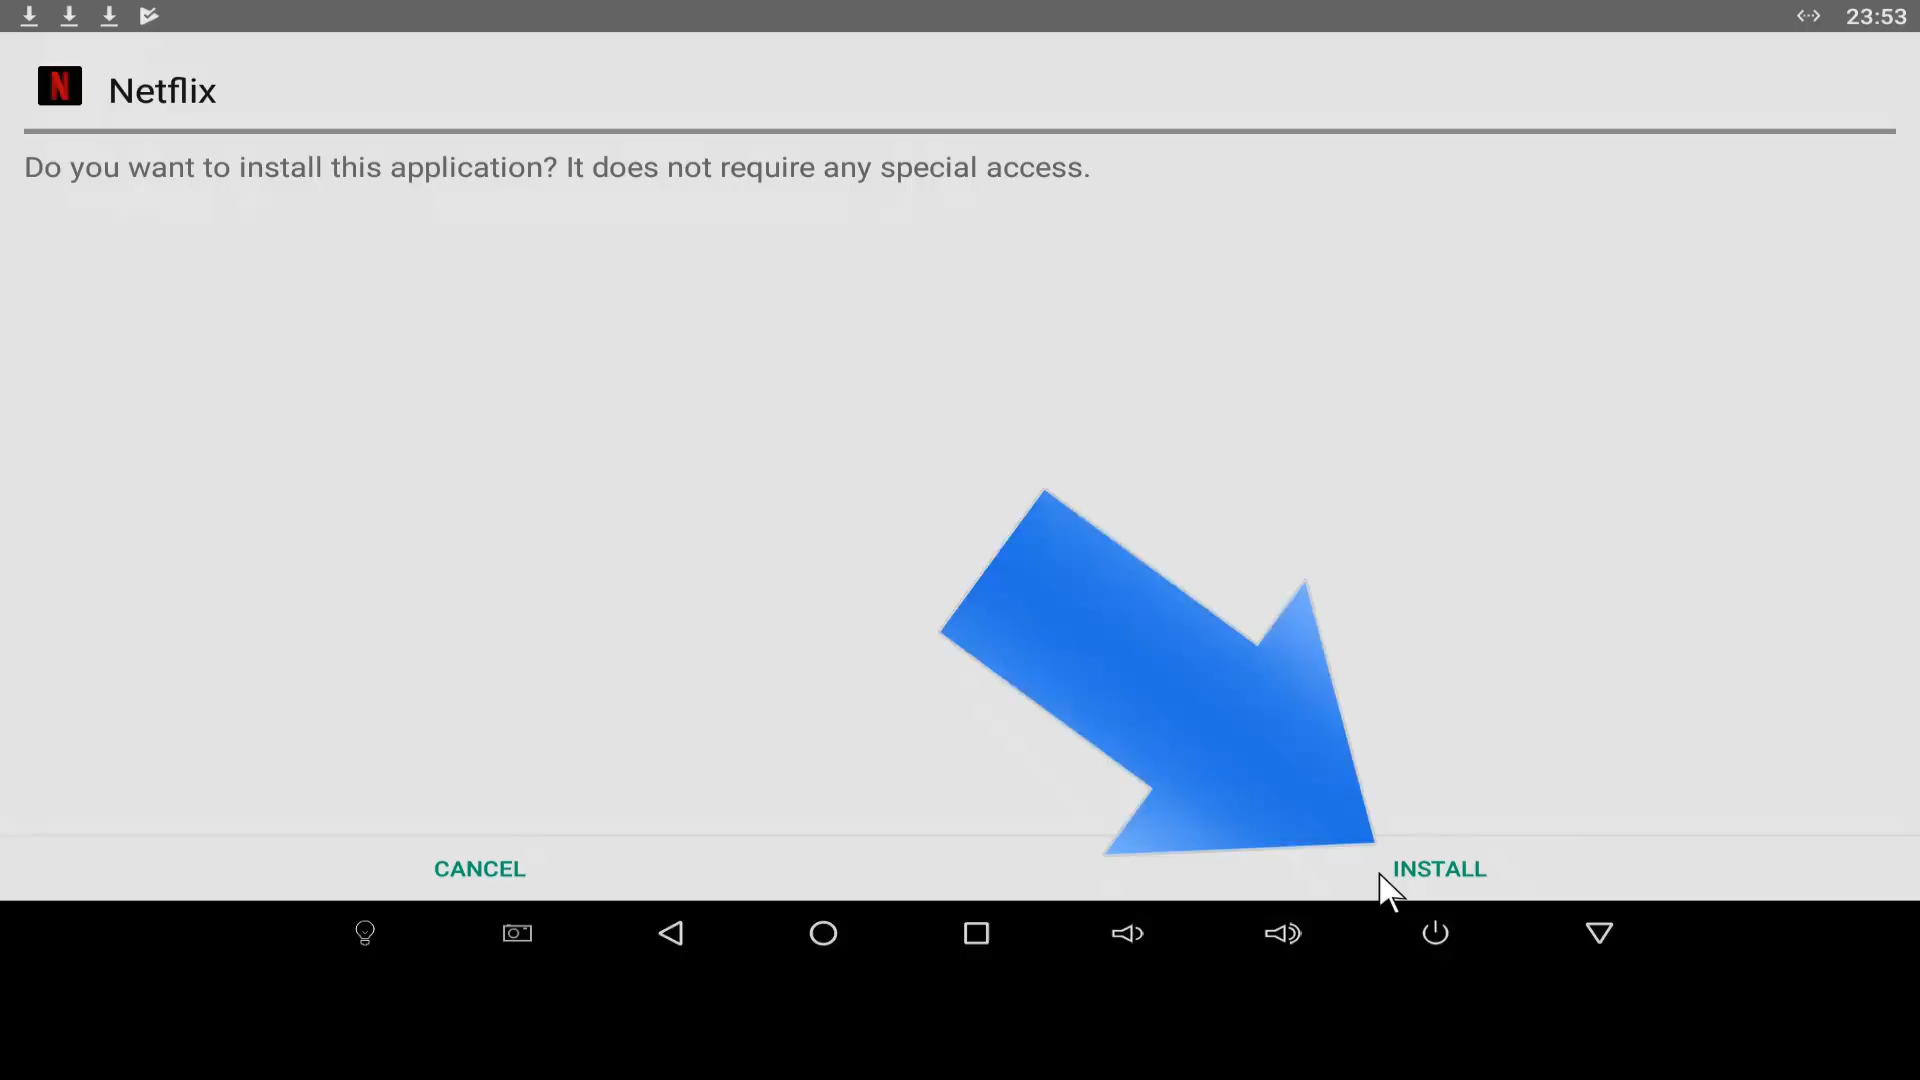 23:53
N Netflix
Do you want to install this application? It does not require any special access.
CANCEL INSTALL